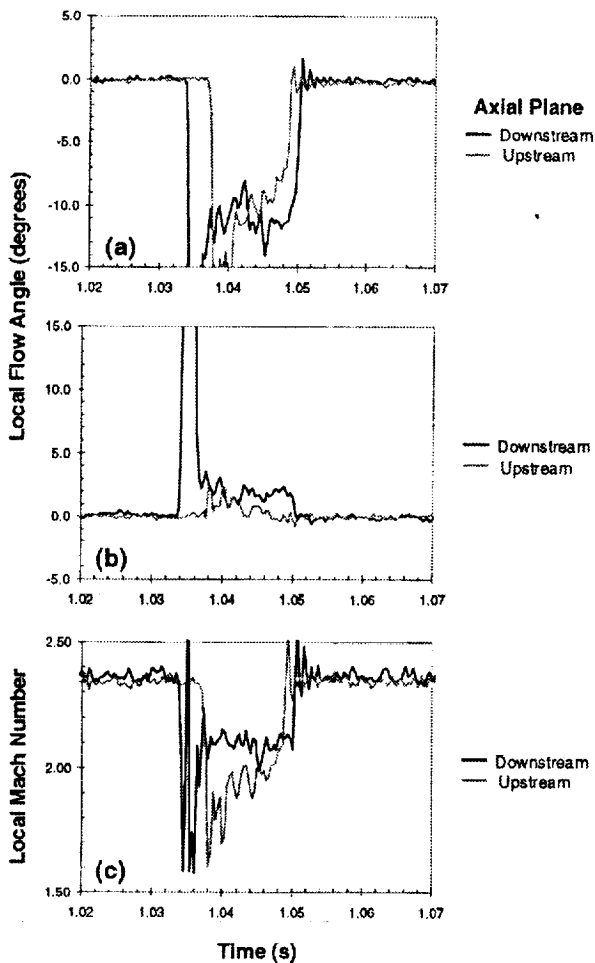 5.0
0.0
-5.0
-10.0
-15.0
(a)
1.02 1.03 1.04 1.05 1.06 1.07
Axial Plane
Downstream
Upstream
Local Flow Angle (degrees)
15.0
10.0
5.0
0.0
-5.0
(b)
1.02 1.03 1.04 1.05 1.06 1.07
Downstream
Upstream
2.50
2.00
1.50
(c)
Local Mach Number
1.02 1.03 1.04 1.05 1.06 1.07
Downstream
Upstream
Time (s)